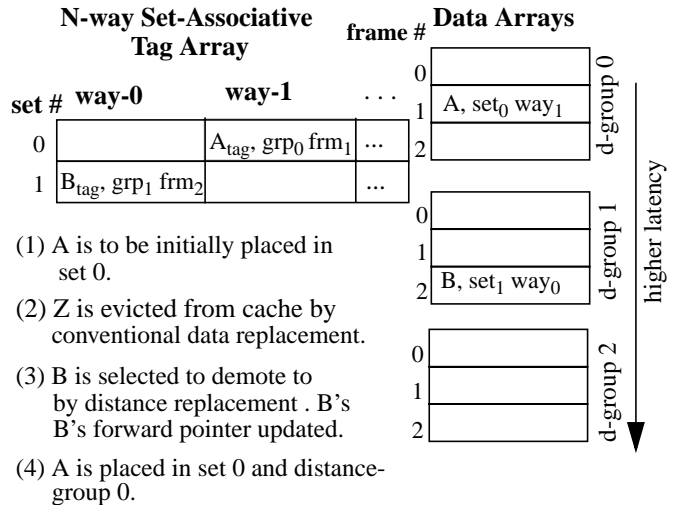 N-way Set-Associative
Tag Array
frame # Data Arrays
set # way-0 way-1 . . .
0 Atag, grp0 frm1 ...
1 Btag, grp1 frm2 ...
0
1 A, set0 way1
2
d-group 0
0
1
2 B, set1 way0
d-group 1
0
1
2
d-group 2
higher latency
(1) A is to be initially placed in
set 0.
(2) Z is evicted from cache by
conventional data replacement.
(3) B is selected to demote to
by distance replacement . B's
B's forward pointer updated.
(4) A is placed in set 0 and distance-
group 0.